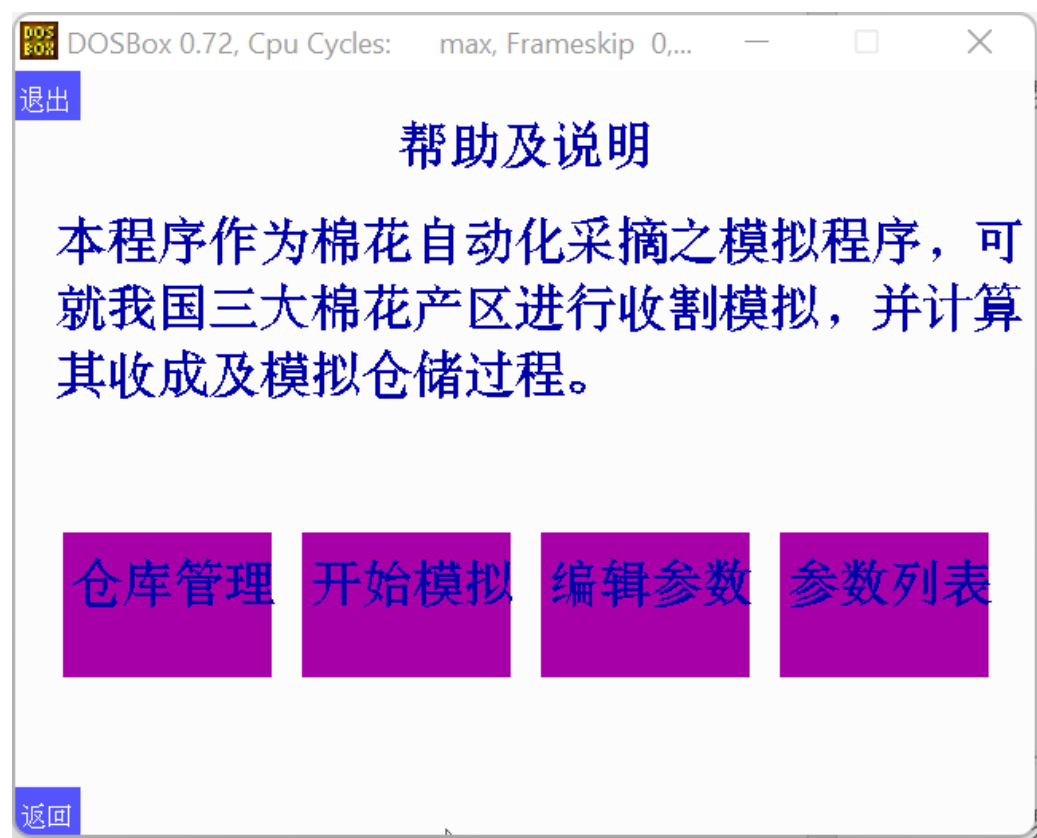 DOS
BOX
DOSBox 0.72, Cpu Cycles: max, Frameskip 0,...
退出
帮助及说明
本程序作为棉花自动化采摘之模拟程序，可
就我国三大棉花产区进行收割模拟，并计算
其收成及模拟仓储过程。
仓库管理 开始模拟 编辑参数 参数列表
返回